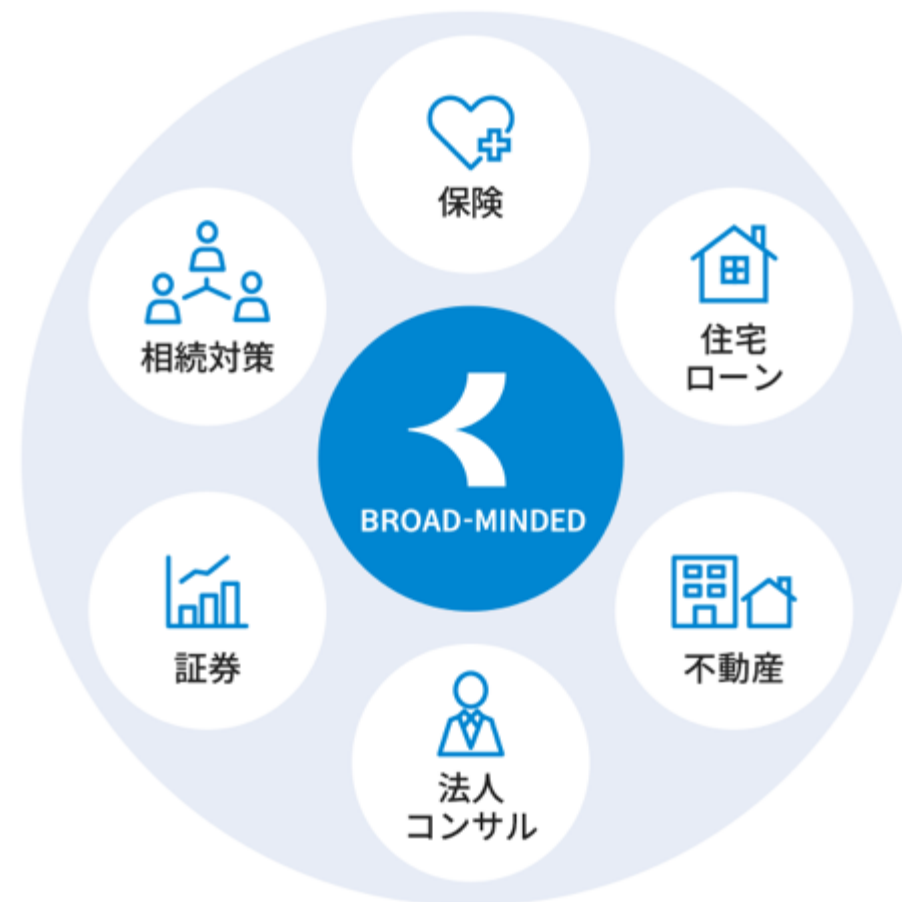 保険
相続対策
住宅
ローン
BROAD-MINDED
証券
不動産
法人
コンサル